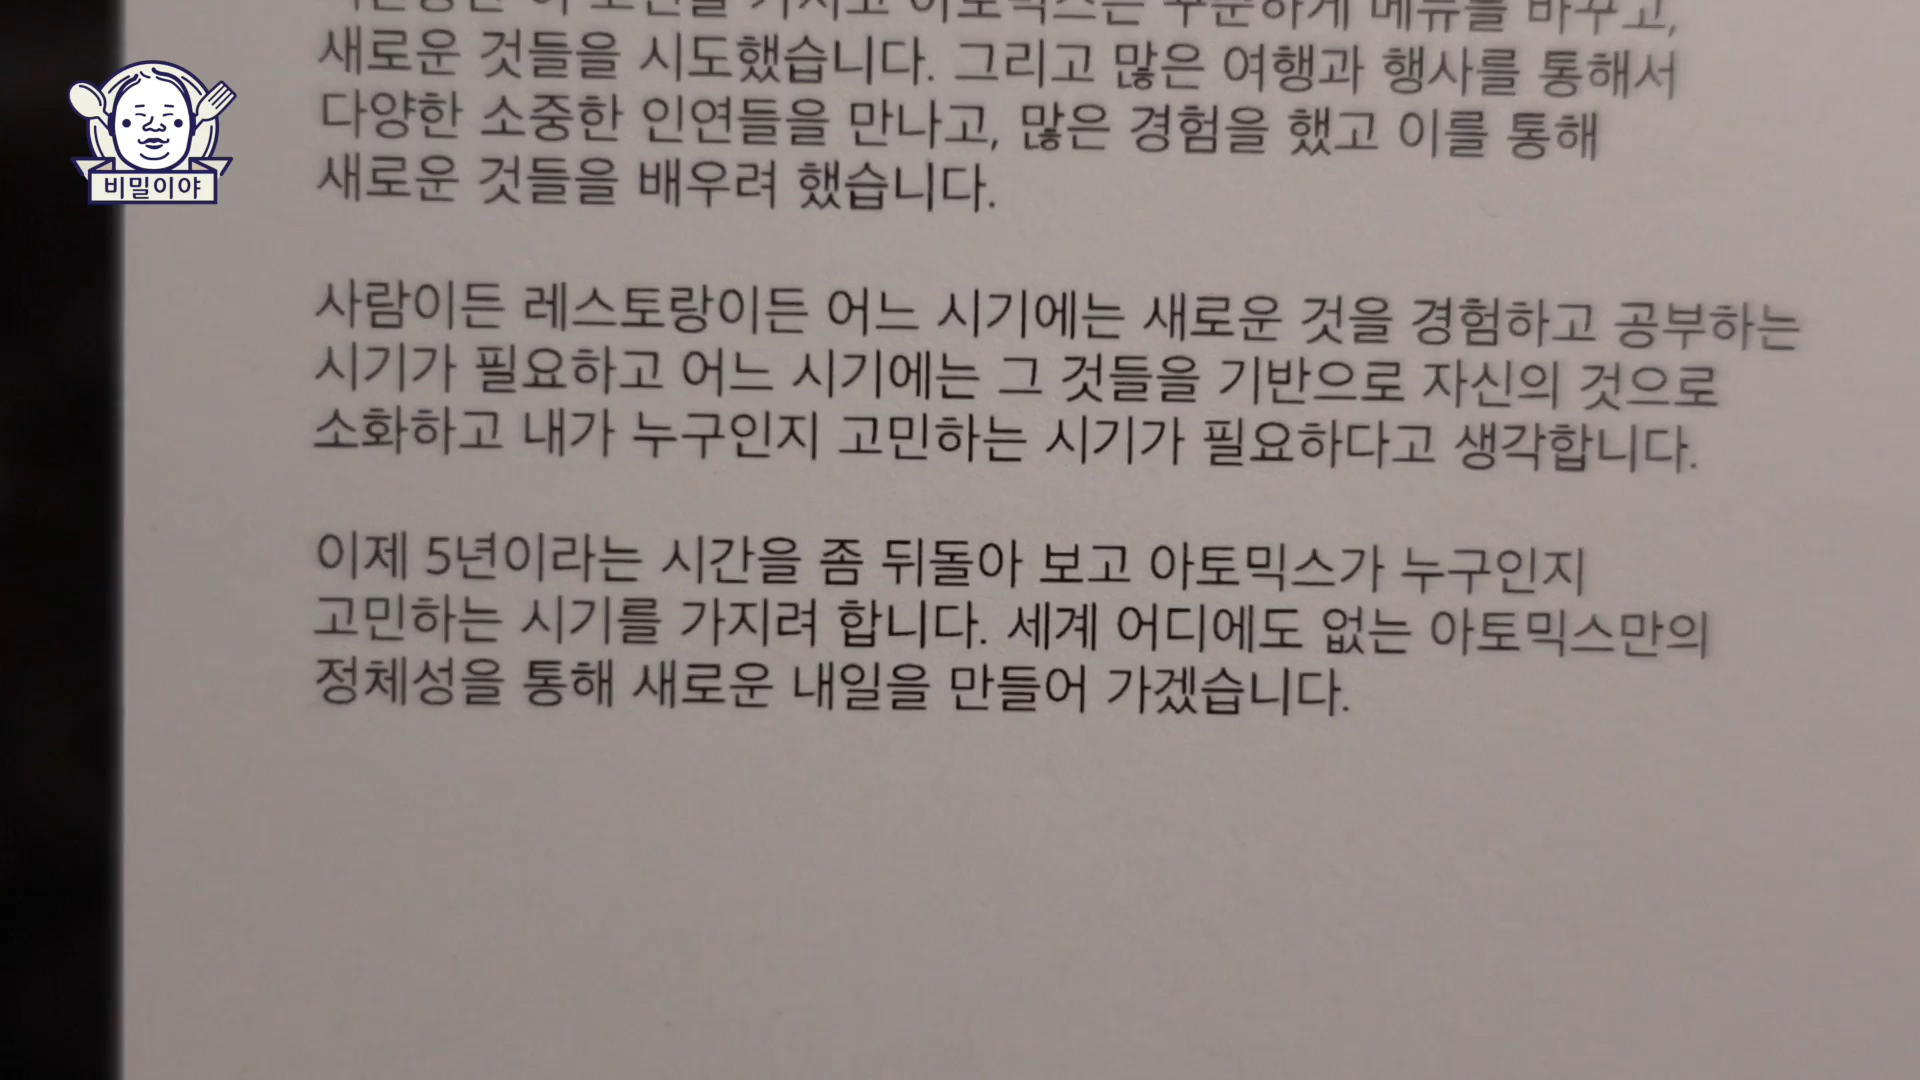 비밀이야
메뉴를 바꾸고,
새로운 것들을 시도했습니다. 그리고 많은 여행과 행사를 통해서
다양한 소중한 인연들을 만나고, 많은 경험을 했고 이를 통해
새로운 것들을 배우려 했습니다.
사람이든 레스토랑이든 어느 시기에는 새로운 것을 경험하고 공부하는
시기가 필요하고 어느 시기에는 그 것들을 기반으로 자신의 것으로
소화하고 내가 누구인지 고민하는 시기가 필요하다고 생각합니다.
이제 5년이라는 시간을 좀 뒤돌아 보고 아토믹스가 누구인지
고민하는 시기를 가지려 합니다. 세계 어디에도 없는 아토믹스만의
정체성을 통해 새로운 내일을 만들어 가겠습니다.